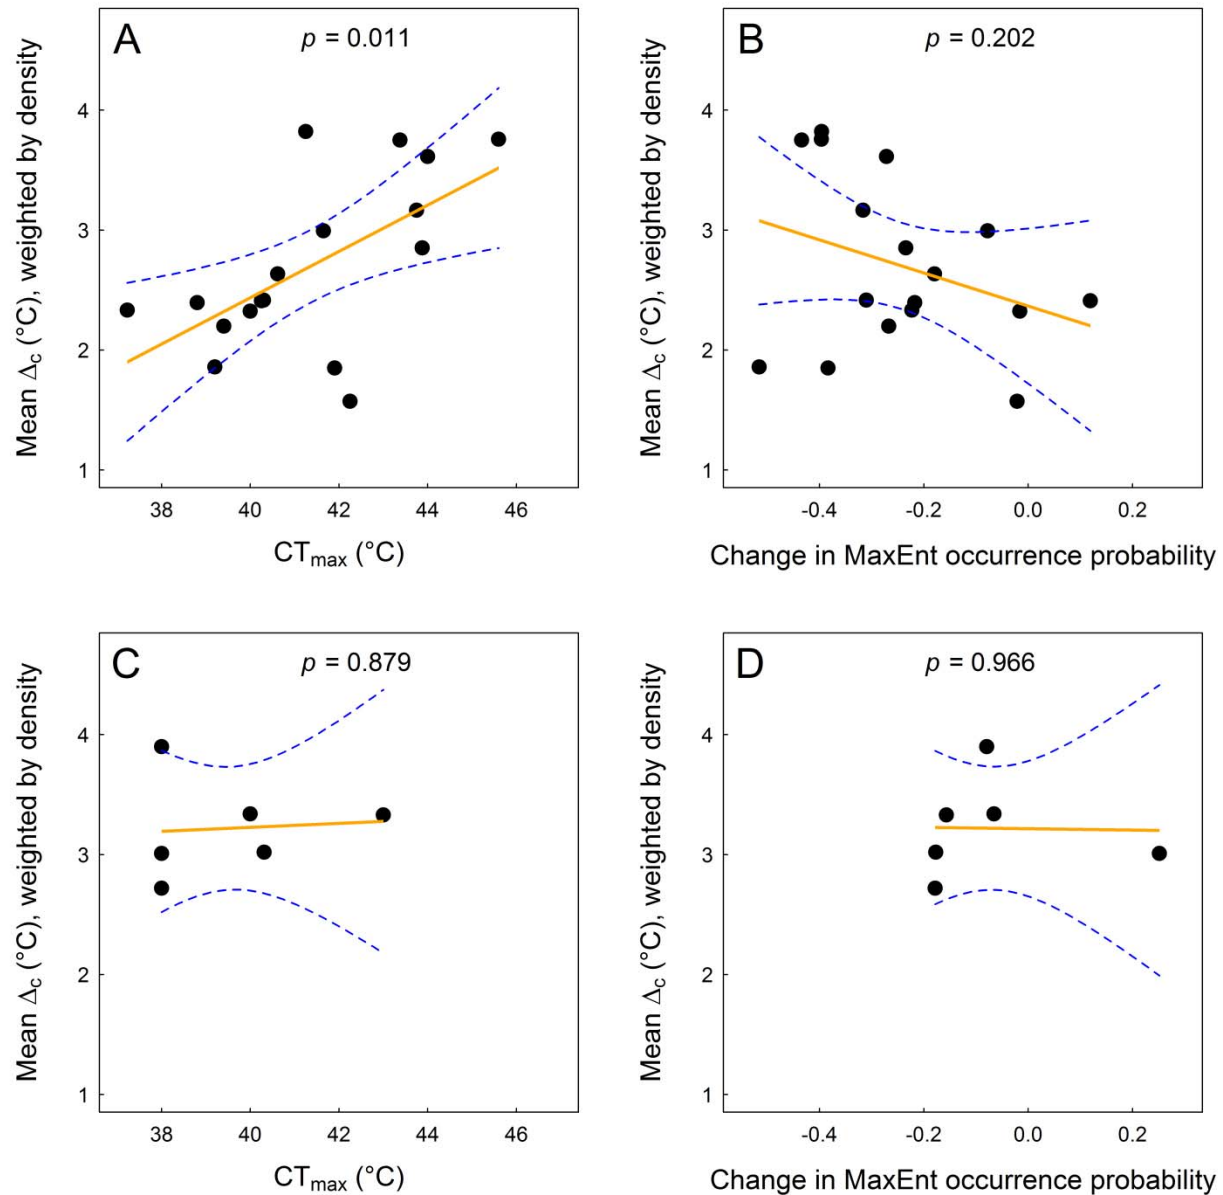 A
p = 0.011
Mean Δc (°C), weighted by density
4
3
2
1
38 40 42 44 46
CTmax (°C)
B
p = 0.202
Mean Δc (°C), weighted by density
4
3
2
1
-0.4 -0.2 0.0 0.2
Change in MaxEnt occurrence probability
C
p = 0.879
Mean Δc (°C), weighted by density
4
3
2
1
38 40 42 44 46
CTmax (°C)
D
p = 0.966
Mean Δc (°C), weighted by density
4
3
2
1
-0.4 -0.2 0.0 0.2
Change in MaxEnt occurrence probability